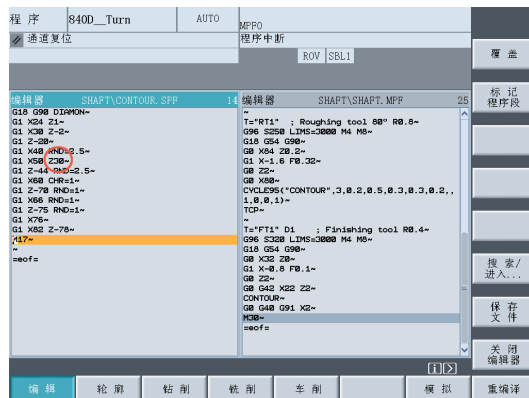 程 序 840D__Turn AUTO MPF0
通道复位 程序中断
ROV SBL1
覆 盖
编辑器 SHAFT\CONTOUR.SPF 14
G18 G90 DIAMON~
G1 X24 Z1~
G1 X30 Z-2~
G1 Z-20~
G1 X40 RND=2.5~
G1 X50 Z30~
G1 Z-44 RND=2.5~
G1 X60 CHR=1~
G1 Z-70 RND=1~
G1 X66 RND=1~
G1 Z-75 RND=1~
G1 X76~
G1 X82 Z-78~
M17~
~
=eof=
编辑器 SHAFT\SHAFT.MPF 25
~
T="RT1" ; Roughing tool 80° R0.8~
G96 S250 LIMS=3000 M4 M8~
G18 G54 G90~
G0 X84 Z0.2~
G1 X-1.6 F0.32~
G0 Z2~
G0 X80~
CYCLE95("CONTOUR",3,0.2,0.5,0.3,0.3,0.2,,
1,0,0,1)~
TCP~
~
T="FT1" D1 ; Finishing tool R0.4~
G96 S320 LIMS=3000 M4 M8~
G18 G54 G90~
G0 X32 Z0~
G1 X-0.8 F0.1~
G0 Z2~
G0 G42 X22 Z2~
CONTOUR~
G0 G40 G91 X2~
M30~
=eof=
标 记
程序段
搜 索/
进入...
保 存
文 件
关 闭
编辑器
编 辑 轮 廓 钻 削 铣 削 车 削 模 拟 重编译